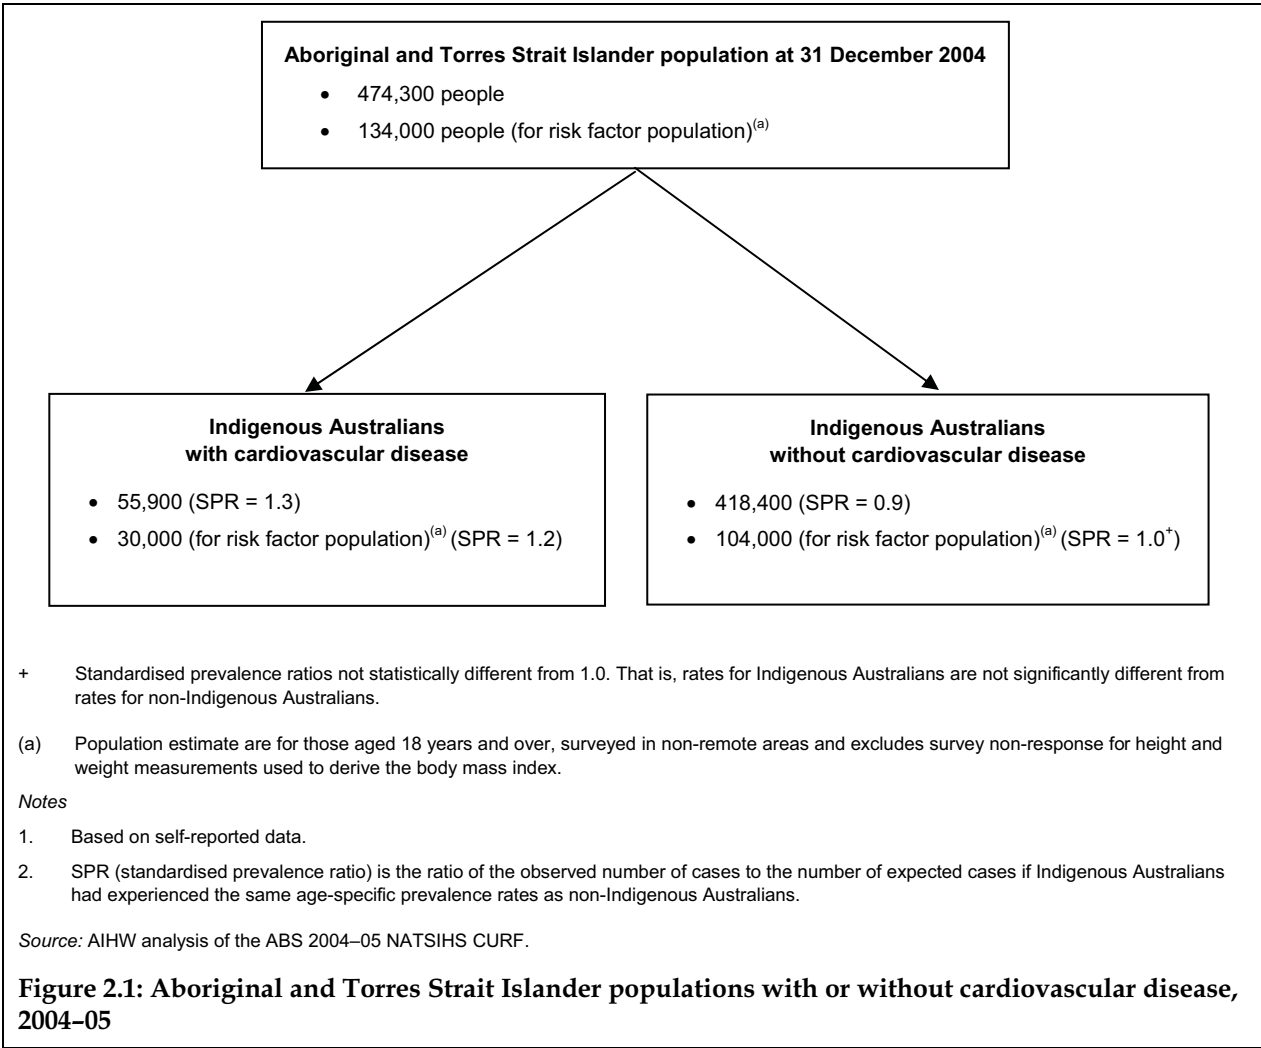 Aboriginal and Torres Strait Islander population at 31 December 2004
• 474,300 people
• 134,000 people (for risk factor population)(a)
Indigenous Australians
with cardiovascular disease
• 55,900 (SPR = 1.3)
• 30,000 (for risk factor population)(a) (SPR = 1.2)
Indigenous Australians
without cardiovascular disease
• 418,400 (SPR = 0.9)
• 104,000 (for risk factor population)(a) (SPR = 1.0+)
+ Standardised prevalence ratios not statistically different from 1.0. That is, rates for Indigenous Australians are not significantly different from
rates for non-Indigenous Australians.
(a) Population estimate are for those aged 18 years and over, surveyed in non-remote areas and excludes survey non-response for height and
weight measurements used to derive the body mass index.
Notes
1. Based on self-reported data.
2. SPR (standardised prevalence ratio) is the ratio of the observed number of cases to the number of expected cases if Indigenous Australians
had experienced the same age-specific prevalence rates as non-Indigenous Australians.
Source: AIHW analysis of the ABS 2004–05 NATSIHS CURF.
Figure 2.1: Aboriginal and Torres Strait Islander populations with or without cardiovascular disease,
2004–05